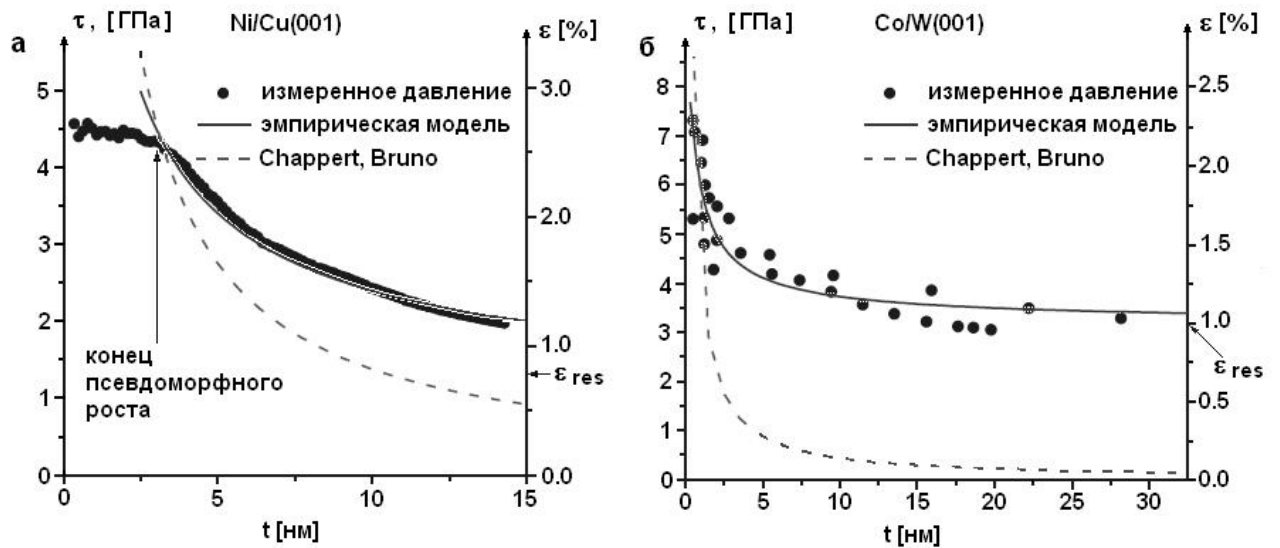 а
τ, [ГПа]
Ni/Cu(001)
ε [%]
измеренное давление
эмпирическая модель
Chappert, Bruno
конец
псевдоморфного
роста
ε res
5
4
3
2
1
0
3.0
2.0
1.0
0.0
0
5
10
15
t [нм]
б
τ, [ГПа]
Co/W(001)
ε [%]
измеренное давление
эмпирическая модель
Chappert, Bruno
ε res
8
7
6
5
4
3
2
1
0
2.5
2.0
1.5
1.0
0.5
0.0
0
5
10
15
20
25
30
t [нм]